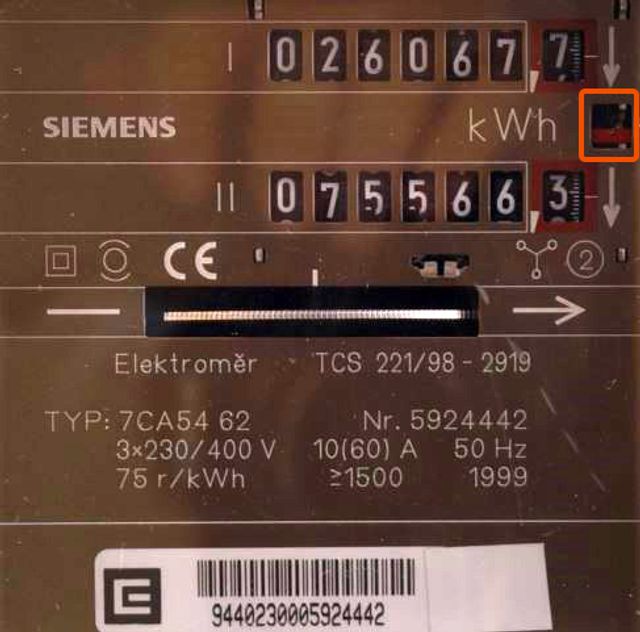 I 026067 7
SIEMENS kWh
II 075566 3
CE 2
Elektroměr TCS 221/98 - 2919
TYP: 7CA54 62 Nr. 5924442
3×230/400 V 10(60) A 50 Hz
75 r/kWh ≥1500 1999
9440230005924442